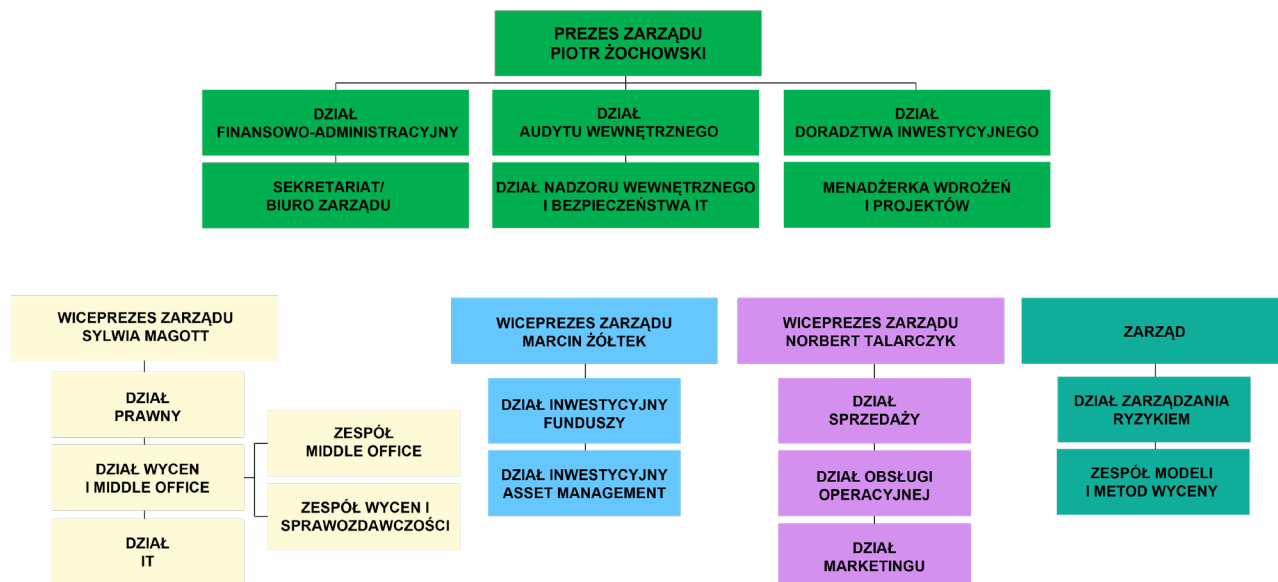 PREZES ZARZĄDU
PIOTR ŻOCHOWSKI
DZIAŁ
FINANSOWO-ADMINISTRACYJNY
DZIAŁ
AUDYTU WEWNĘTRZNEGO
DZIAŁ
DORADZTWA INWESTYCYJNEGO
SEKRETARIAT/
BIURO ZARZĄDU
DZIAŁ NADZORU WEWNĘTRZNEGO
I BEZPIECZEŃSTWA IT
MENADŻERKA WDROŻEŃ
I PROJEKTÓW
WICEPREZES ZARZĄDU
SYLWIA MAGOTT
DZIAŁ
PRAWNY
DZIAŁ WYCEN
I MIDDLE OFFICE
ZESPÓŁ
MIDDLE OFFICE
ZESPÓŁ WYCEN I
SPRAWOZDAWCZOŚCI
DZIAŁ
IT
WICEPREZES ZARZĄDU
MARCIN ŻÓŁTEK
DZIAŁ INWESTYCYJNY
FUNDUSZY
DZIAŁ INWESTYCYJNY
ASSET MANAGEMENT
WICEPREZES ZARZĄDU
NORBERT TALARCZYK
DZIAŁ
SPRZEDAŻY
DZIAŁ OBSŁUGI
OPERACYJNEJ
DZIAŁ
MARKETINGU
ZARZĄD
DZIAŁ ZARZĄDZANIA
RYZYKIEM
ZESPÓŁ MODELI
I METOD WYCENY